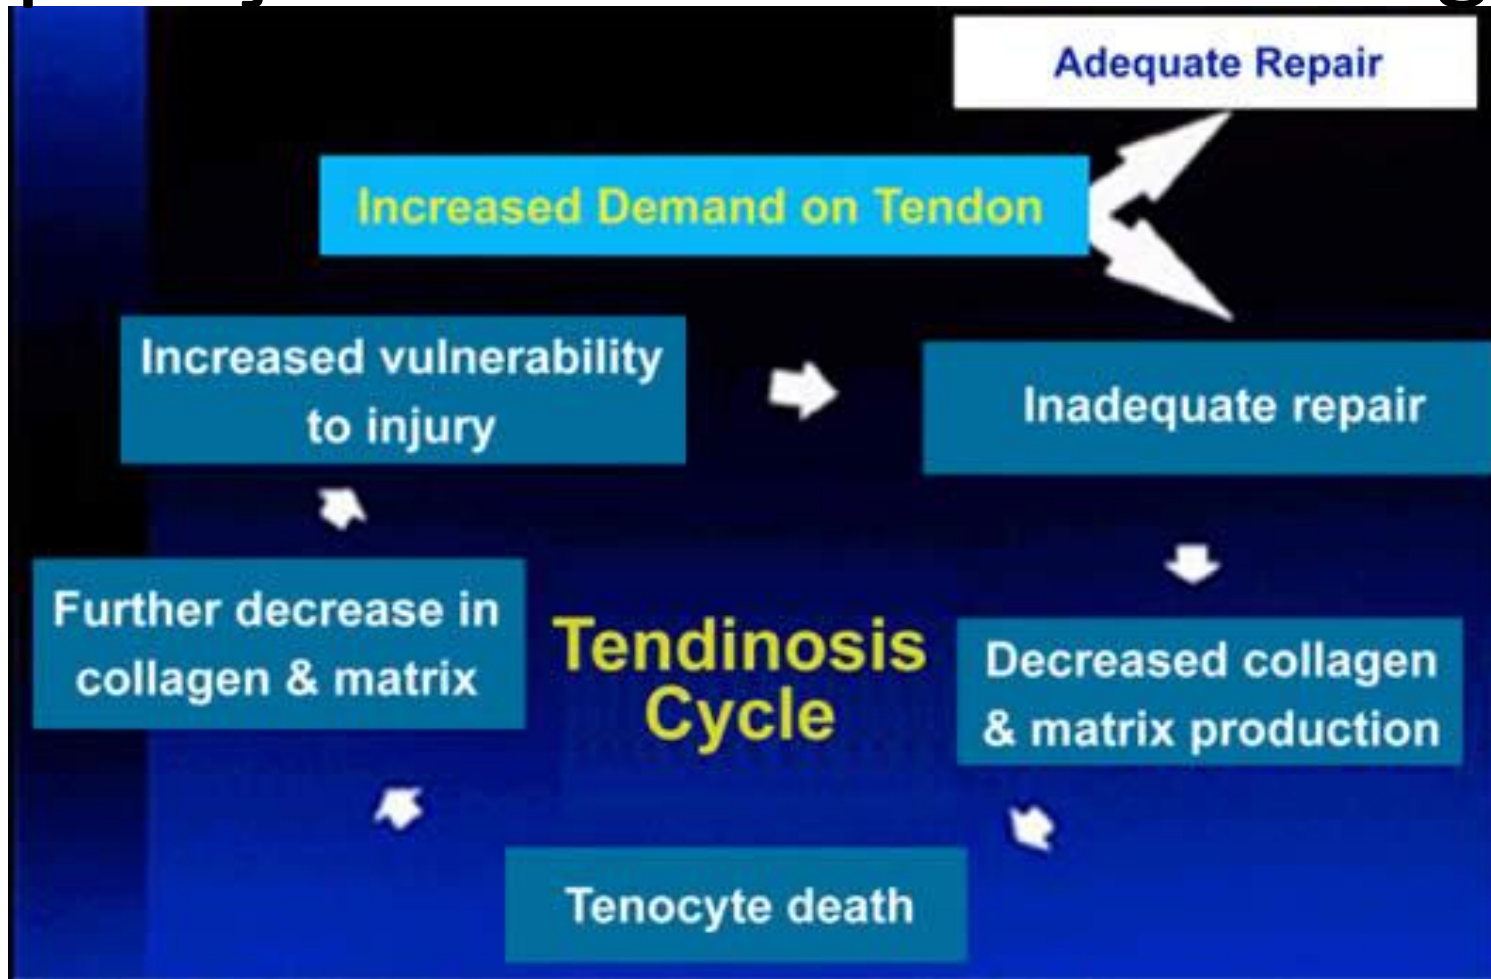 Adequate Repair
Increased Demand on Tendon
Increased vulnerability
to injury
Inadequate repair
Further decrease in
collagen & matrix
Tendinosis
Cycle
Decreased collagen
& matrix production
Tenocyte death